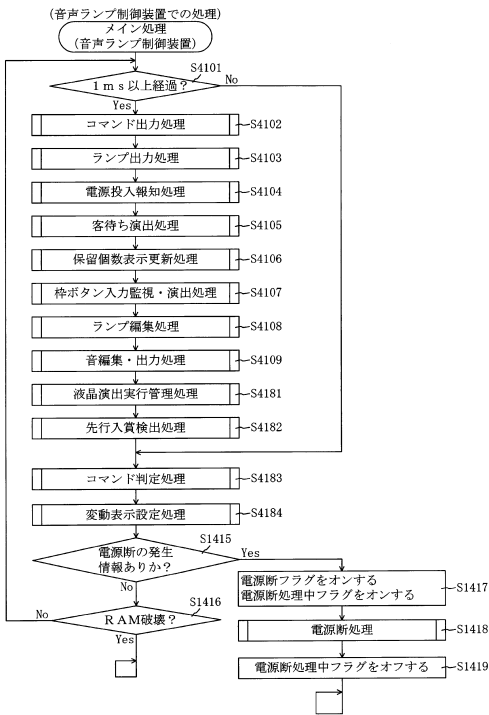 (音声ランプ制御装置での処理)
メイン処理
(音声ランプ制御装置)
S4101
1ms以上経過?
No
Yes
コマンド出力処理
S4102
ランプ出力処理
S4103
電源投入報知処理
S4104
客待ち演出処理
S4105
保留個数表示更新処理
S4106
枠ボタン入力監視・演出処理
S4107
ランプ編集処理
S4108
音編集・出力処理
S4109
液晶演出実行管理処理
S4181
先行入賞検出処理
S4182
コマンド判定処理
S4183
変動表示設定処理
S4184
S1415
電源断の発生
情報ありか?
Yes
No
電源断フラグをオンする
電源断処理中フラグをオンする
S1417
S1416
No
RAM破壊?
Yes
電源断処理
S1418
電源断処理中フラグをオフする
S1419